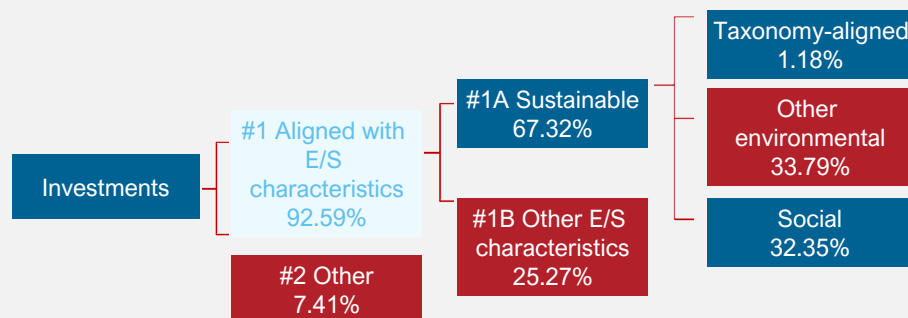 Investments
#1 Aligned with
E/S
characteristics
92.59%
#2 Other
7.41%
#1A Sustainable
67.32%
#1B Other E/S
characteristics
25.27%
Taxonomy-aligned
1.18%
Other
environmental
33.79%
Social
32.35%